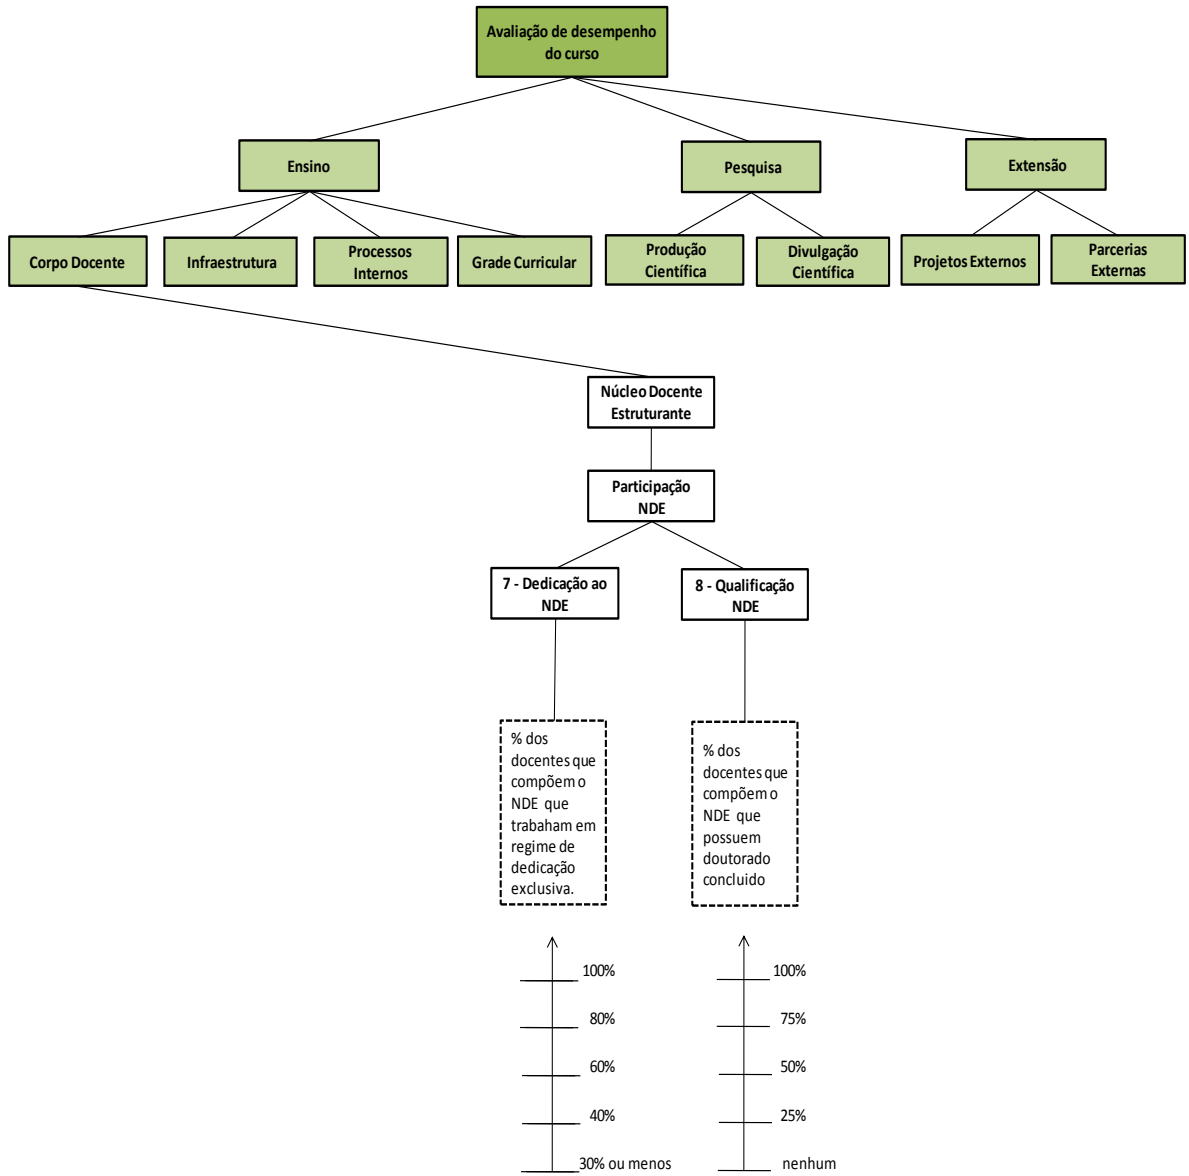 Avaliação de desempenho
do curso
Ensino
Pesquisa
Extensão
Corpo Docente
Infraestrutura
Processos
Internos
Grade Curricular
Produção
Científica
Divulgação
Científica
Projetos Externos
Parcerias
Externas
Núcleo Docente
Estruturante
Participação
NDE
7 - Dedicação ao
NDE
8 - Qualificação
NDE
% dos
docentes que
compõem o
NDE que
trabaham em
regime de
dedicação
exclusiva.
% dos
docentes que
compõem o
NDE que
possuem
doutorado
concluido
100%
80%
60%
40%
30% ou menos
100%
75%
50%
25%
nenhum